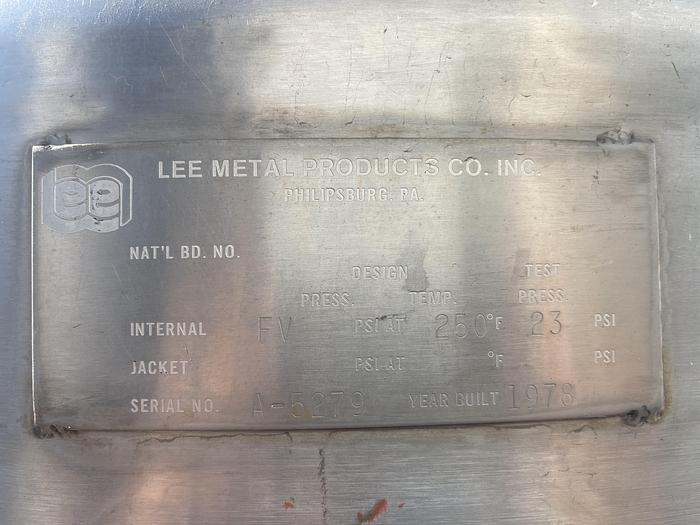 lee
LEE METAL PRODUCTS CO. INC.
PHILIPSBURG, PA.
NAT'L BD. NO.
DESIGN TEST
PRESS. TEMP. PRESS.
INTERNAL FV PSI AT 250°F 23 PSI
JACKET PSI AT °F PSI
SERIAL NO. A-5279 YEAR BUILT 1978